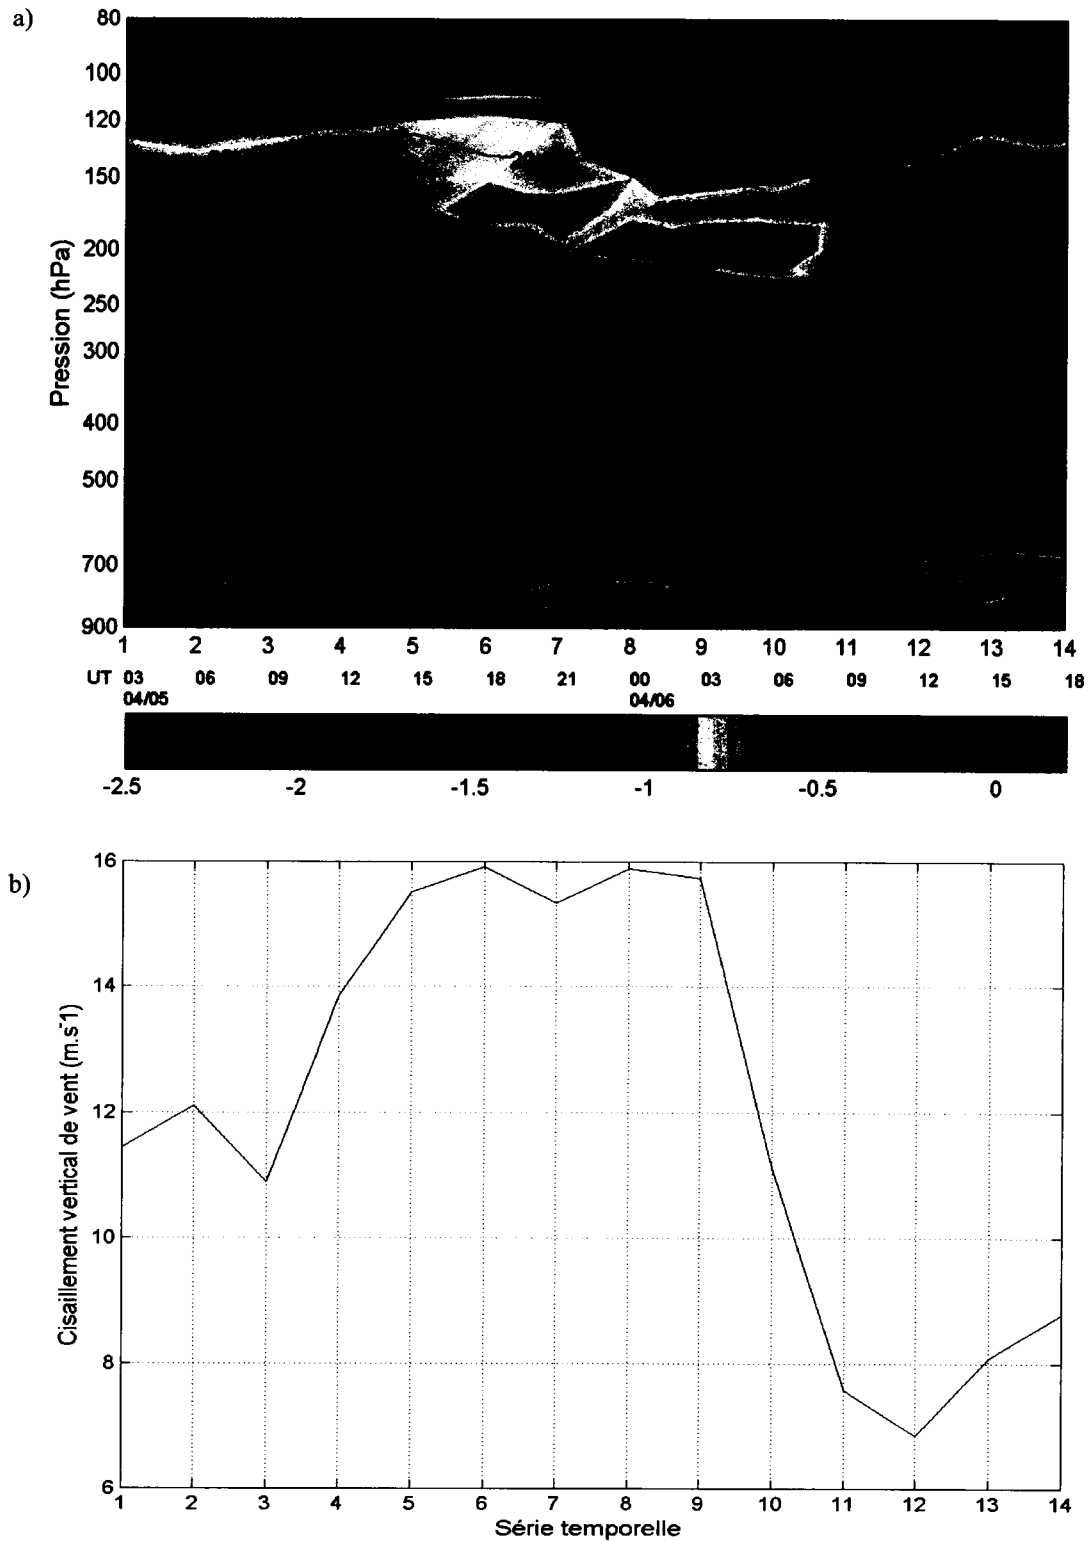 a)
80
100
120
150
200
250
300
400
500
700
900
Pression (hPa)
1 2 3 4 5 6 7 8 9 10 11 12 13 14
UT 03 06 09 12 15 18 21 00 03 06 09 12 15 18
04/05 04/06
-2.5 -2 -1.5 -1 -0.5 0
b)
16
14
12
10
8
6
Cisaillement vertical de vent (m.s-1)
1 2 3 4 5 6 7 8 9 10 11 12 13 14
Série temporelle